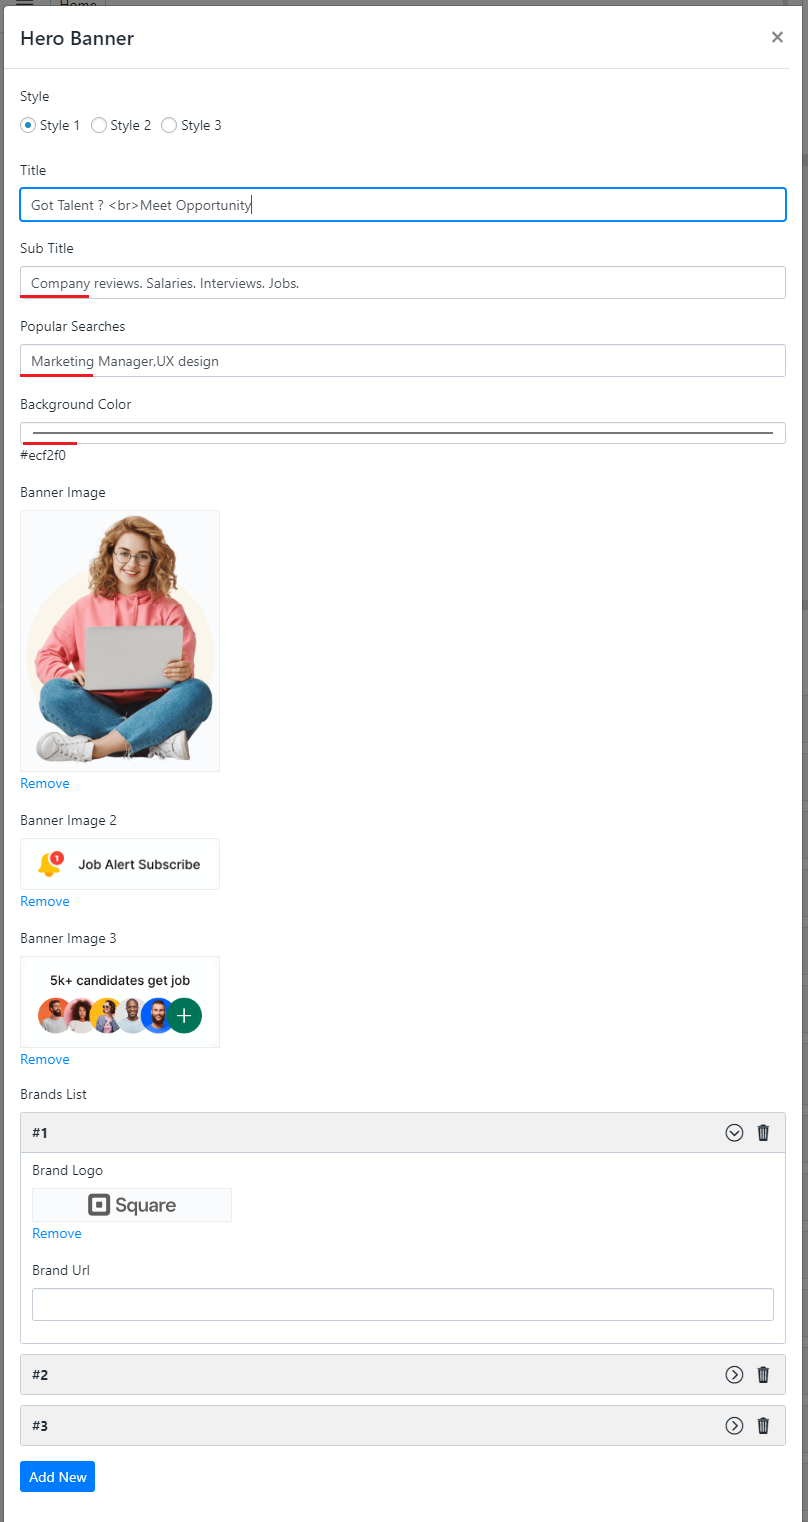 Home
Hero Banner ×
Style
Style 1 Style 2 Style 3
Title
Got Talent ? <br>Meet Opportunity
Sub Title
Company reviews. Salaries. Interviews. Jobs.
Popular Searches
Marketing Manager,UX design
Background Color
#ecf2f0
Banner Image
Remove
Banner Image 2
1 Job Alert Subscribe
Remove
Banner Image 3
5k+ candidates get job
+
Remove
Brands List
#1
Brand Logo
Square
Remove
Brand Url
#2
#3
Add New